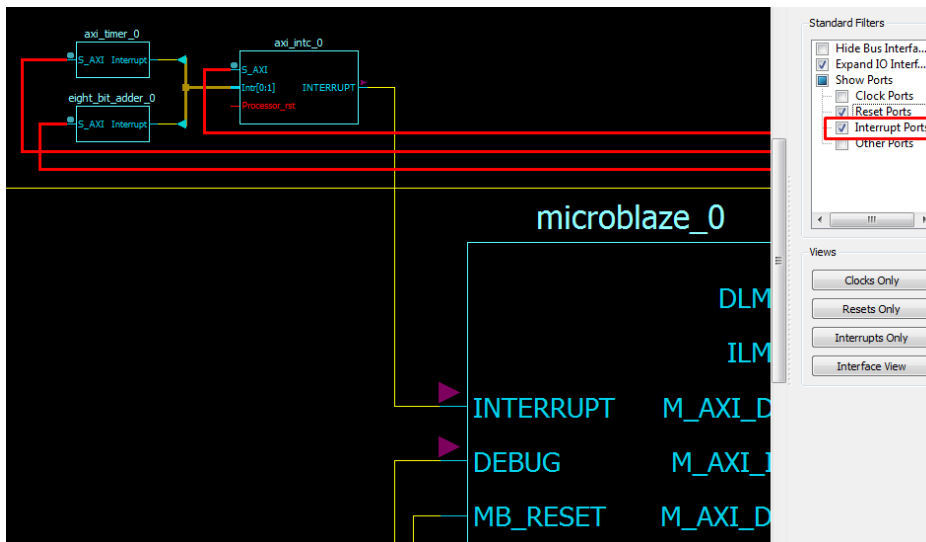 axi_timer_0
S_AXI Interrupt
eight_bit_adder_0
S_AXI Interrupt
axi_intc_0
S_AXI
Intr[0:1] INTERRUPT
Processor_rst
microblaze_0
DLM
ILM
INTERRUPT M_AXI_D
DEBUG M_AXI_I
MB_RESET M_AXI_D
Standard Filters
Hide Bus Interfa...
Expand IO Interf...
Show Ports
Clock Ports
Reset Ports
Interrupt Ports
Other Ports
Views
Clocks Only
Resets Only
Interrupts Only
Interface View